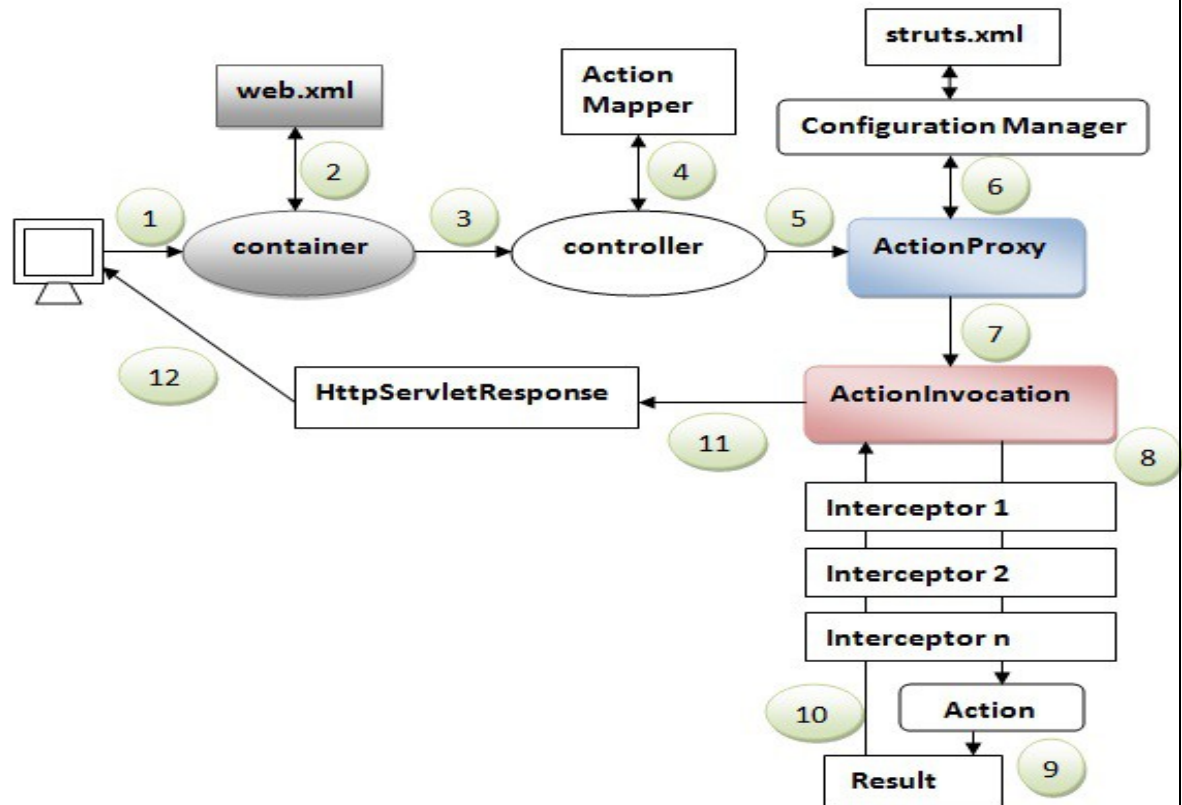 struts.xml
web.xml
Action
Mapper
Configuration Manager
2
4
6
1
3
5
container
controller
ActionProxy
7
12
HttpServletResponse
ActionInvocation
11
8
Interceptor 1
Interceptor 2
Interceptor n
10
Action
9
Result